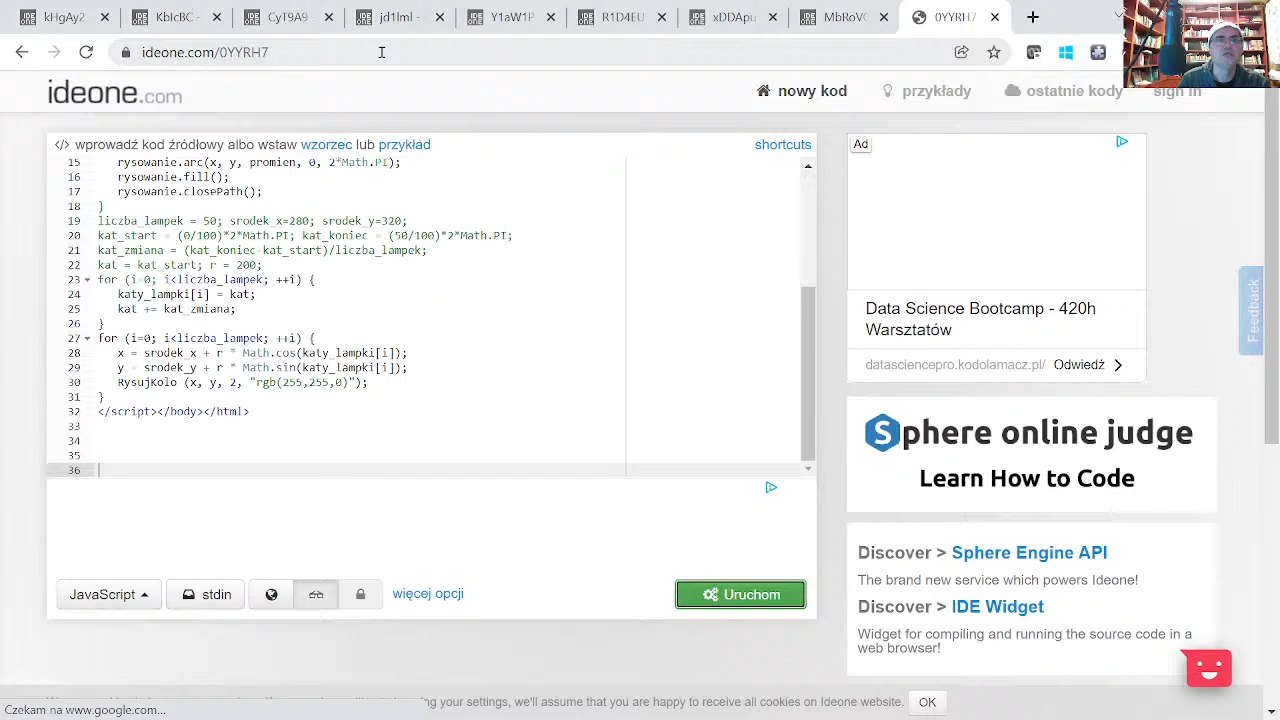 kHgAy2
KbIcBC -
CyT9A9
jd1lml -
Y1aW1P
R1D4EU
xDDApu
MbRoVC
0YYRH7
ideone.com/0YYRH7
ideone.com
nowy kod
przykłady
ostatnie kody
sign in
</> wprowadź kod źródłowy albo wstaw wzorzec lub przykład
shortcuts
15 rysowanie.arc(x, y, promien, 0, 2*Math.PI);
16 rysowanie.fill();
17 rysowanie.closePath();
18 }
19 liczba_lampek = 50; srodek_x=280; srodek_y=320;
20 kat_start = (0/100)*2*Math.PI; kat_koniec = (50/100)*2*Math.PI;
21 kat_zmiana = (kat_koniec-kat_start)/liczba_lampek;
22 kat = kat_start; r = 200;
23 for (i=0; i<liczba_lampek; ++i) {
24 katy_lampki[i] = kat;
25 kat += kat_zmiana;
26 }
27 for (i=0; i<liczba_lampek; ++i) {
28 x = srodek_x + r * Math.cos(katy_lampki[i]);
29 y = srodek_y + r * Math.sin(katy_lampki[i]);
30 Rysujkolo (x, y, 2, "rgb(255,255,0)");
31 }
32 </script></body></html>
33
34
35
36
JavaScript
stdin
więcej opcji
Uruchom
Ad
Data Science Bootcamp - 420h
Warsztatów
datasciencepro.kodolamacz.pl/
Odwiedź
Sphere online judge
Learn How to Code
Discover > Sphere Engine API
The brand new service which powers Ideone!
Discover > IDE Widget
Widget for compiling and running the source code in a
web browser!
Feedback
your settings, we'll assume that you are happy to receive all cookies on Ideone website.
OK
Czekam na www.google.com...